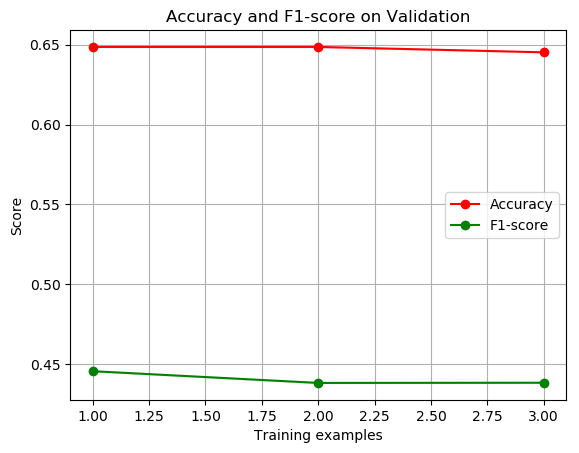 Accuracy and F1-score on Validation
0.65
0.60
0.55
0.50
0.45
Score
Accuracy
F1-score
1.00 1.25 1.50 1.75 2.00 2.25 2.50 2.75 3.00
Training examples